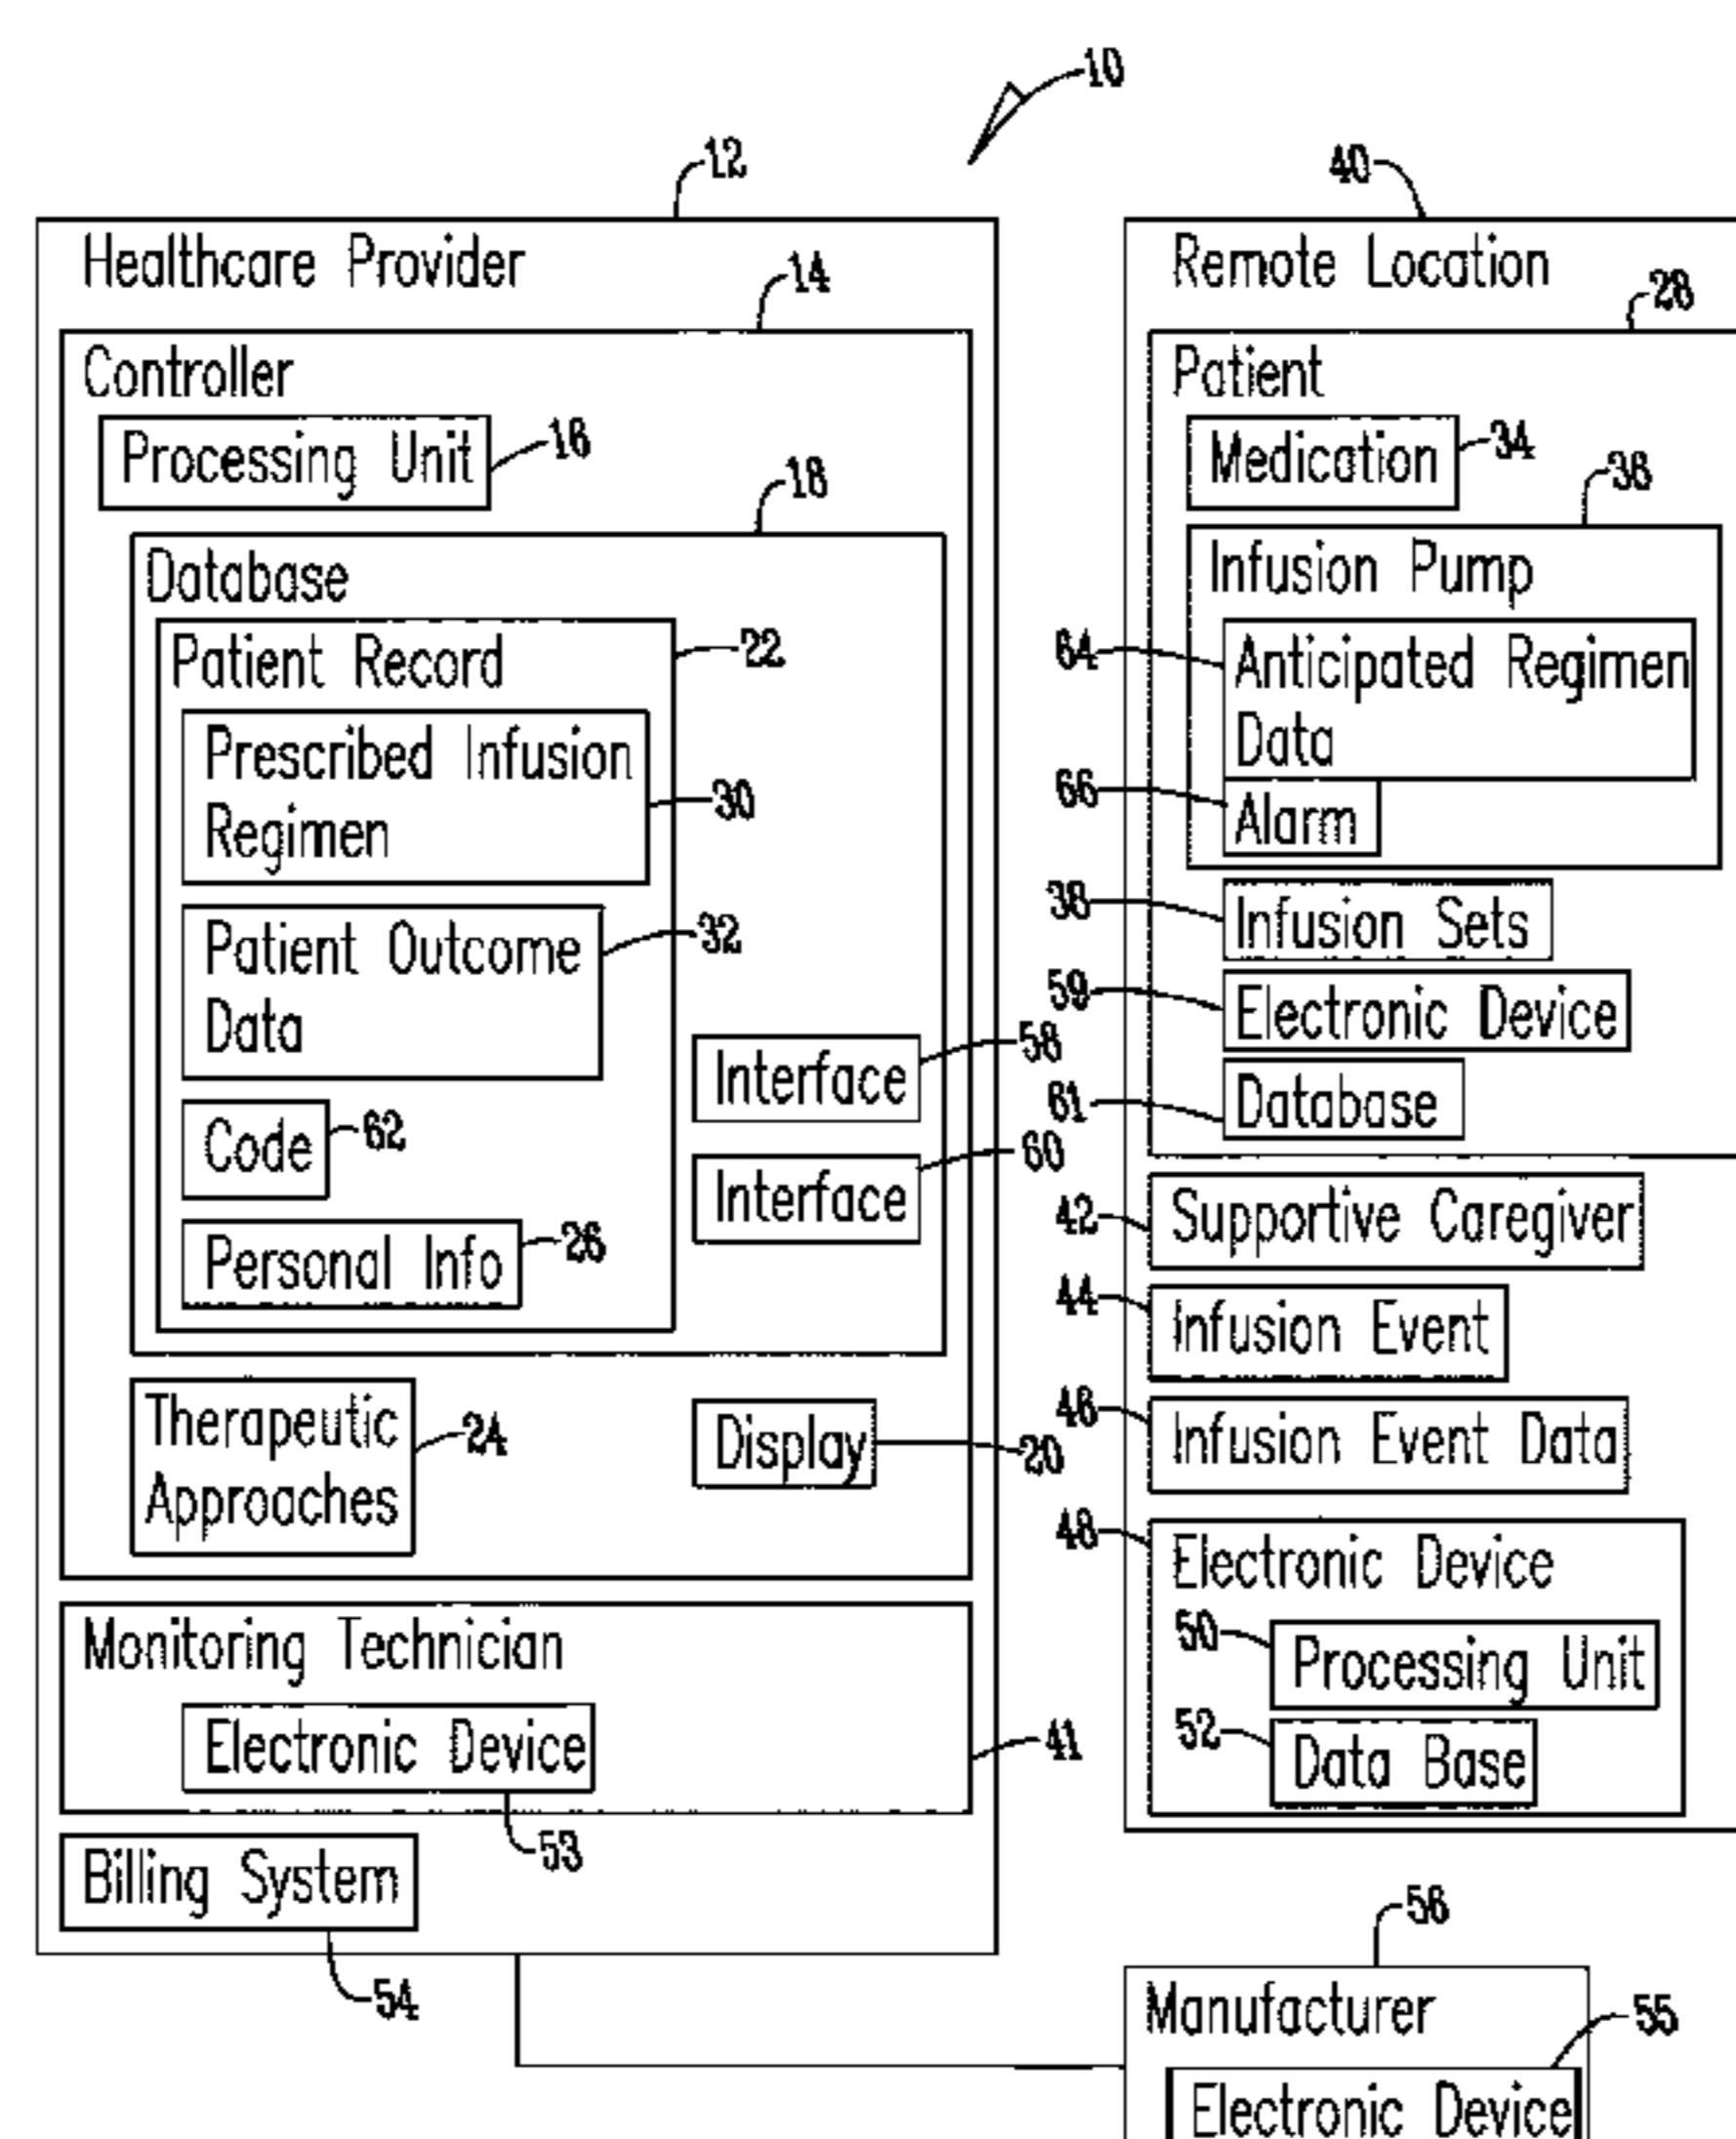 10
12
Healthcare Provider
14
Controller
Processing Unit
16
18
Database
Patient Record
22
Prescribed Infusion
Regimen
30
Patient Outcome
Data
32
Interface
58
Code
62
Interface
60
Personal Info
26
Therapeutic
Approaches
24
Display
20
Monitoring Technician
Electronic Device
41
53
Billing System
54
40
Remote Location
28
Patient
Medication
34
36
Infusion Pump
64
Anticipated Regimen
Data
66
Alarm
38
Infusion Sets
59
Electronic Device
61
Database
42
Supportive Caregiver
44
Infusion Event
46
Infusion Event Data
48
Electronic Device
50
Processing Unit
52
Data Base
56
Manufacturer
55
Electronic Device